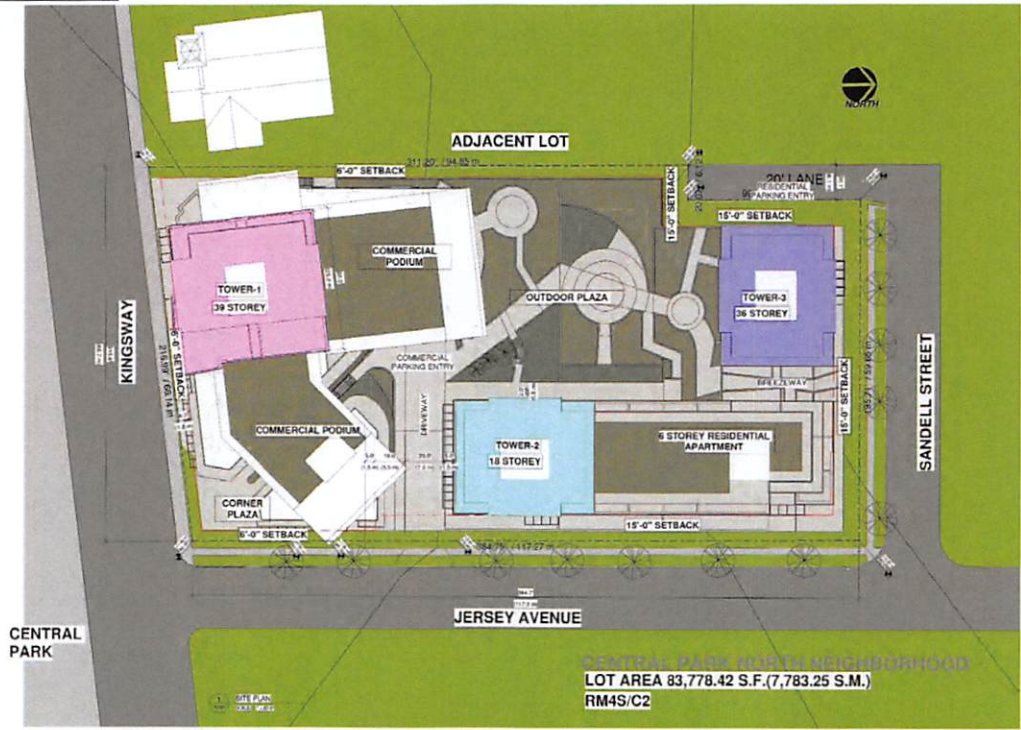 NORTH
ADJACENT LOT
311.20' / 94.85 m
6'-0" SETBACK
20' LANE
RESIDENTIAL
PARKING ENTRY
15'-0" SETBACK
15'-0" SETBACK
COMMERCIAL
PODIUM
TOWER-1
39 STOREY
OUTDOOR PLAZA
TOWER-3
36 STOREY
KINGSWAY
6'-0" SETBACK
COMMERCIAL
PARKING ENTRY
BREEZEWAY
15'-0" SETBACK
SANDELL STREET
DRIVEWAY
COMMERCIAL PODIUM
TOWER-2
18 STOREY
6 STOREY RESIDENTIAL
APARTMENT
CORNER
PLAZA
6'-0" SETBACK
15'-0" SETBACK
JERSEY AVENUE
CENTRAL
PARK
CENTRAL PARK NORTH NEIGHBORHOOD
LOT AREA 83,778.42 S.F.(7,783.25 S.M.)
RM4S/C2
SITE PLAN